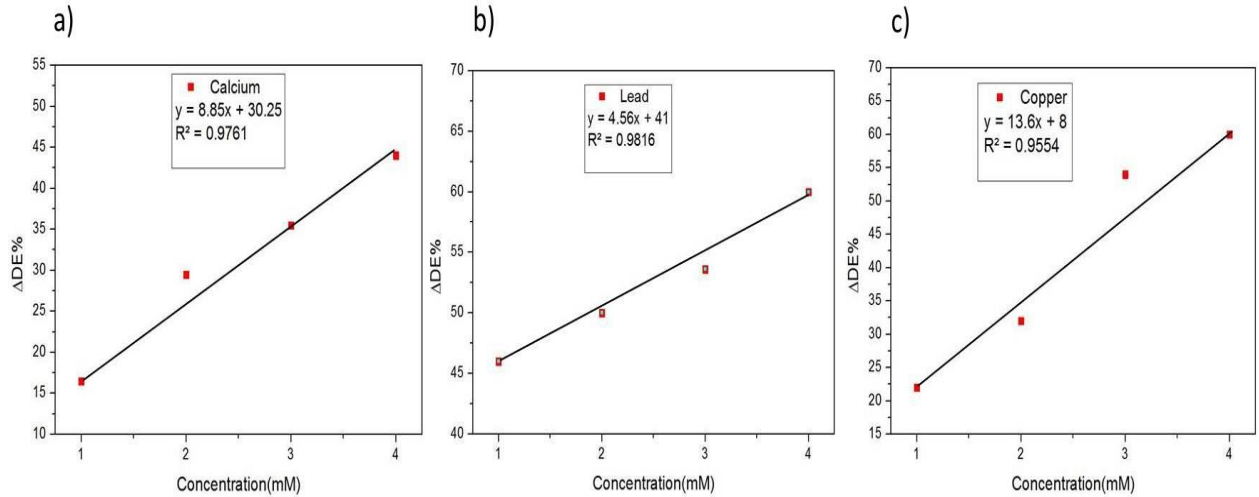 a)
55
50
45
40
35
30
25
20
15
10
ΔDE%
Calcium
y = 8.85x + 30.25
R² = 0.9761
1 2 3 4
Concentration(mM)
b)
70
65
60
55
50
45
40
ΔDE%
Lead
y = 4.56x + 41
R² = 0.9816
1 2 3 4
Concentration(mM)
c)
70
65
60
55
50
45
40
35
30
25
20
15
ΔDE%
Copper
y = 13.6x + 8
R² = 0.9554
1 2 3 4
Concentration(mM)